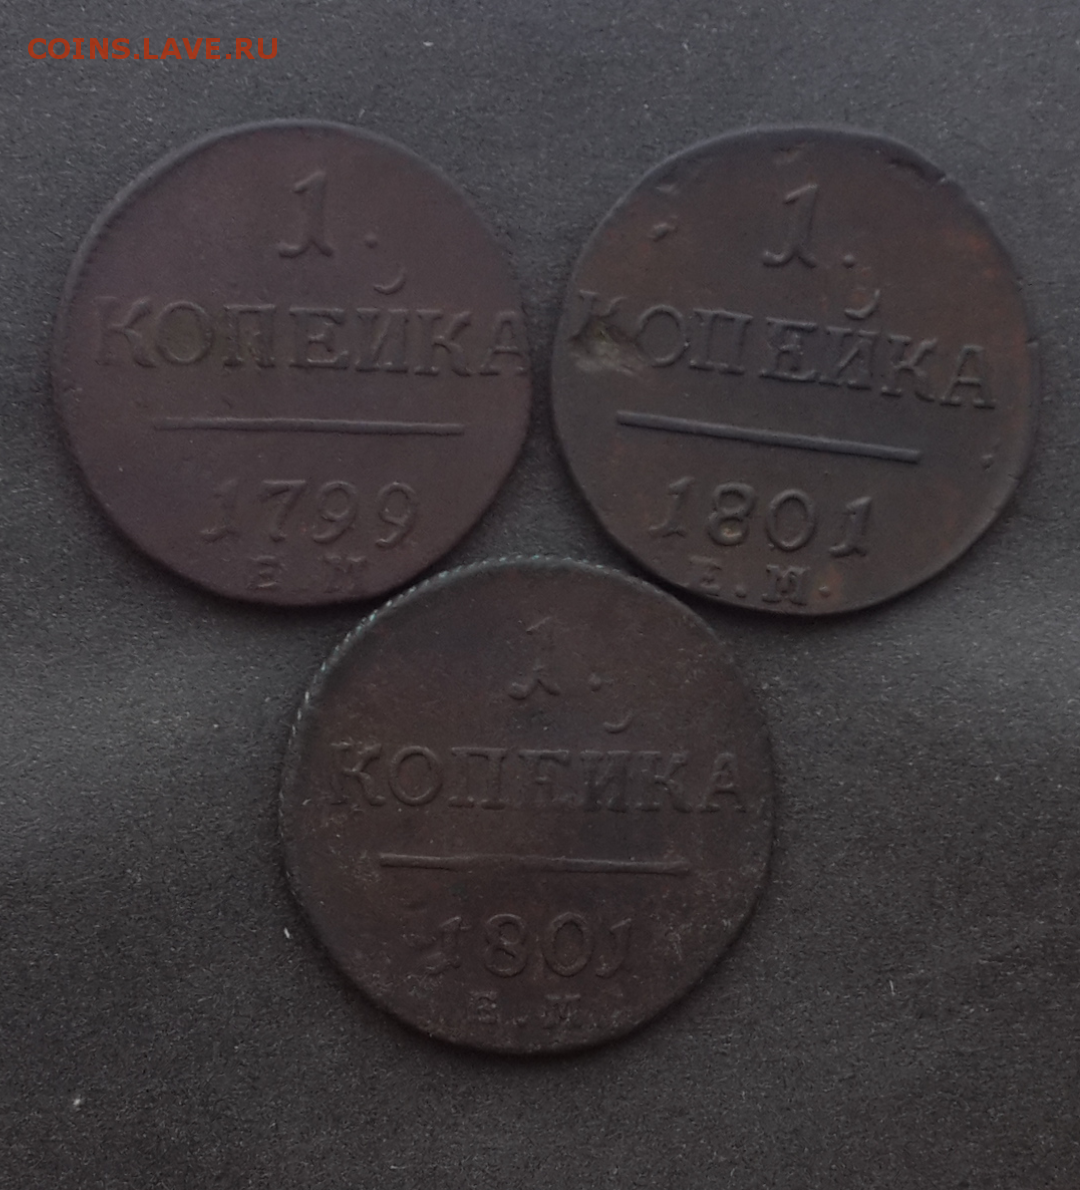 COINS.LAVE.RU
1.
КОПЕЙКА
1799
Е.М
1.
КОПЕЙКА
1801
Е.М.
1.
КОПЕЙКА
1801
Е.М.